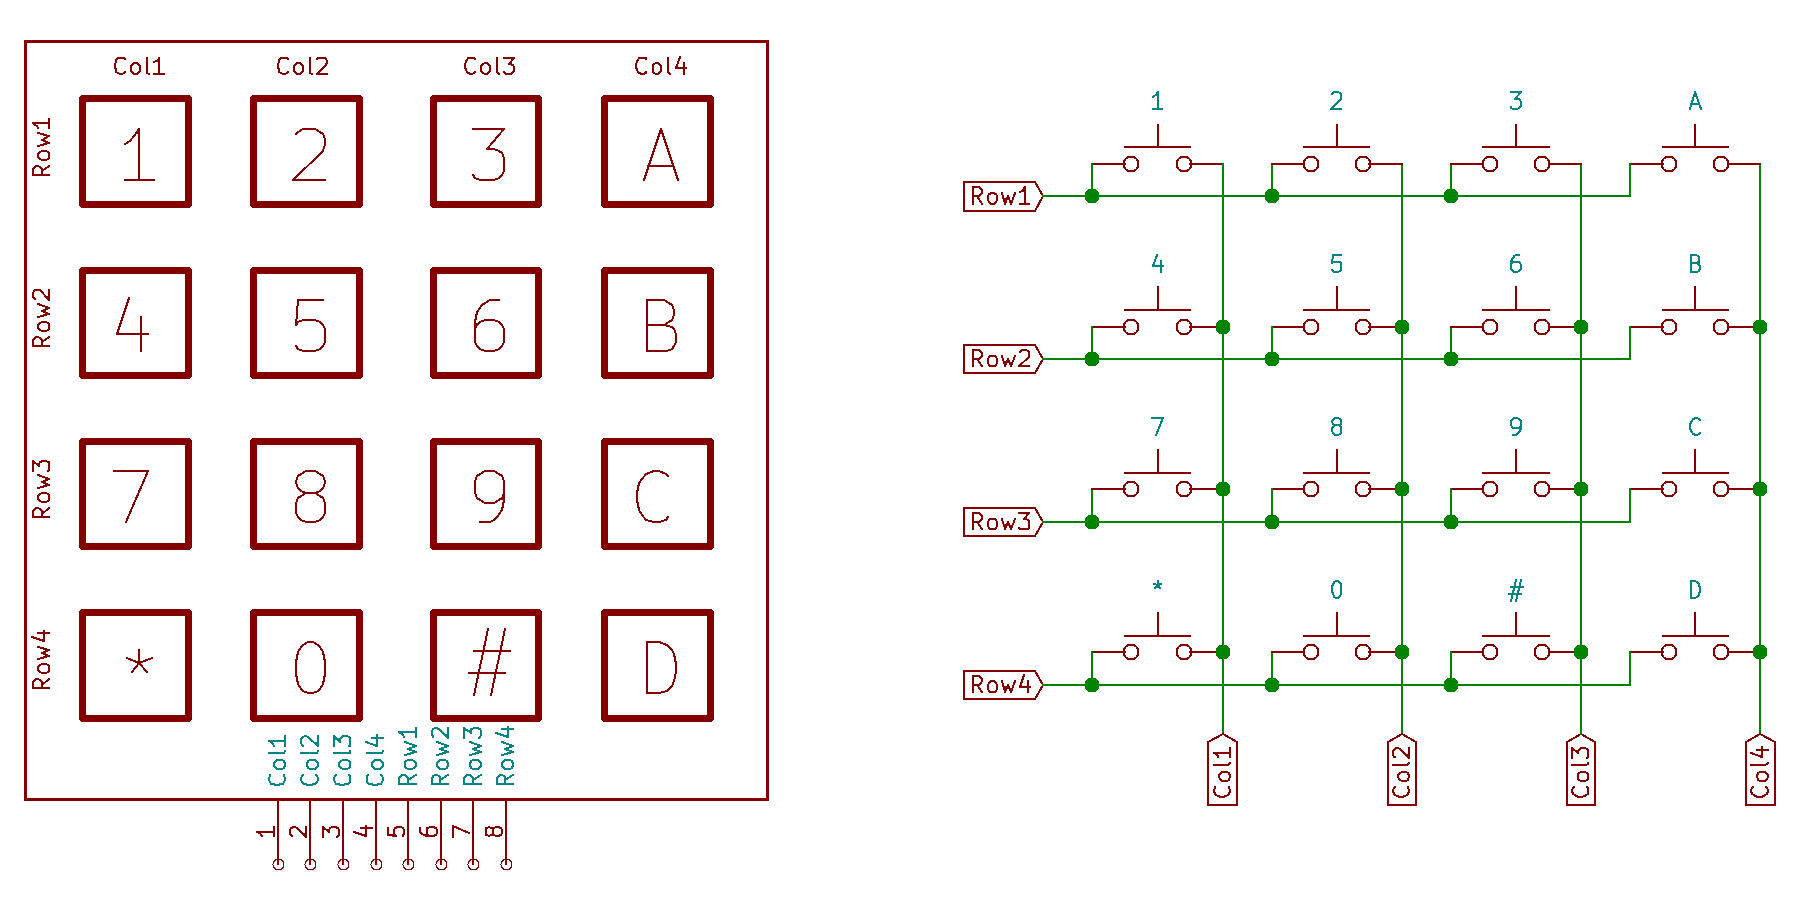 Col1 Col2 Col3 Col4
Row1 1 2 3 A
Row2 4 5 6 B
Row3 7 8 9 C
Row4 * 0 # D
Col1 Col2 Col3 Col4 Row1 Row2 Row3 Row4
1 2 3 4 5 6 7 8
1 2 3 A
Row1
4 5 6 B
Row2
7 8 9 C
Row3
* 0 # D
Row4
Col1 Col2 Col3 Col4